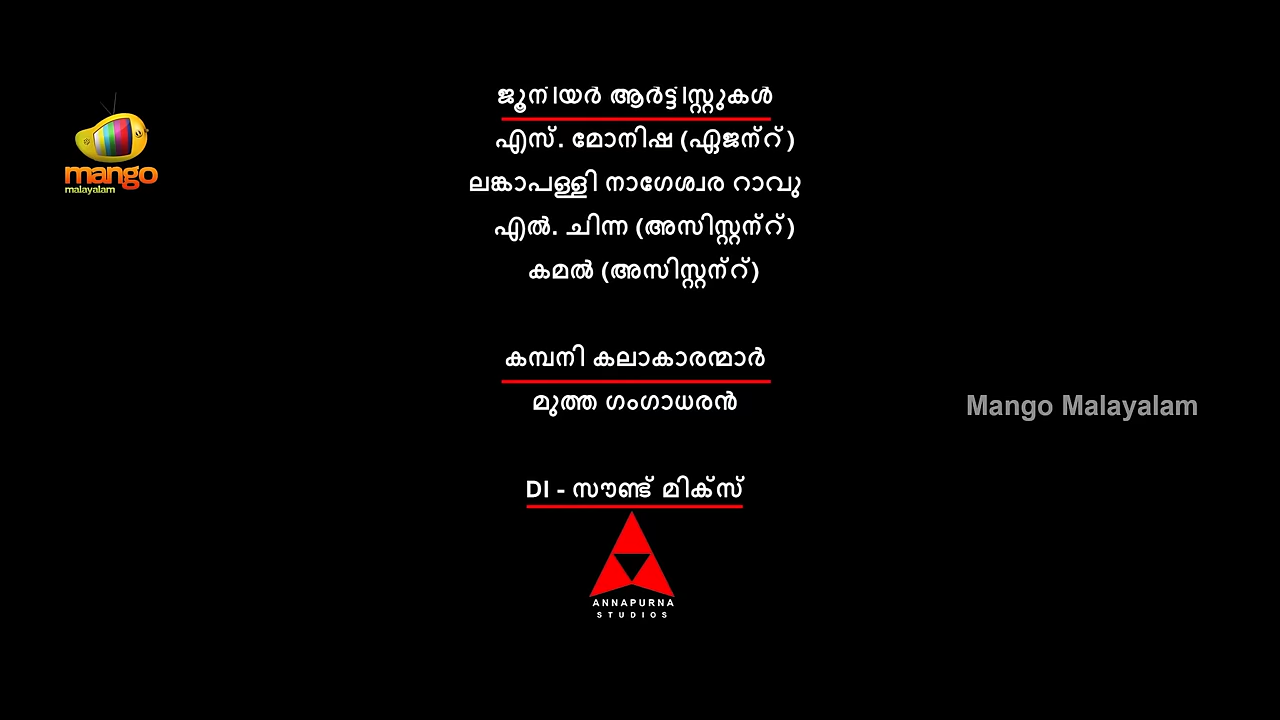 ജൂനിയർ ആർട്ടിസ്റ്റുകൾ
എസ്. മോനിഷ (ഏജന്റ്)
ലങ്കാപള്ളി നാഗേശ്വര റാവു
എൽ. ചിന്ന (അസിസ്റ്റന്റ്)
കമൽ (അസിസ്റ്റന്റ്)
കമ്പനി കലാകാരന്മാർ
മുത്ത ഗംഗാധരൻ
DI - സൗണ്ട് മിക്സ്
ANNAPURNA
STUDIOS
mango
malayalam
Mango Malayalam